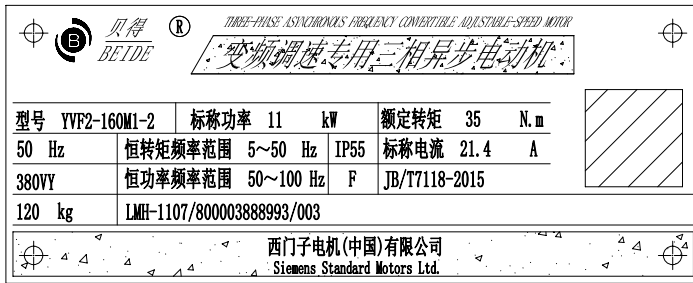 THREE-PHASE ASYNCHRONOUS FREQUENCY CONVERTIBLE ADJUSTABLE-SPEED MOTOR
B 贝得 ®
BEIDE
变频调速专用三相异步电动机
型号 YVF2-160M1-2 标称功率 11 kW 额定转矩 35 N.m
50 Hz 恒转矩频率范围 5~50 Hz IP55 标称电流 21.4 A
380VY 恒功率频率范围 50~100 Hz F JB/T7118-2015
120 kg LMH-1107/800003888993/003
西门子电机(中国)有限公司
Siemens Standard Motors Ltd.